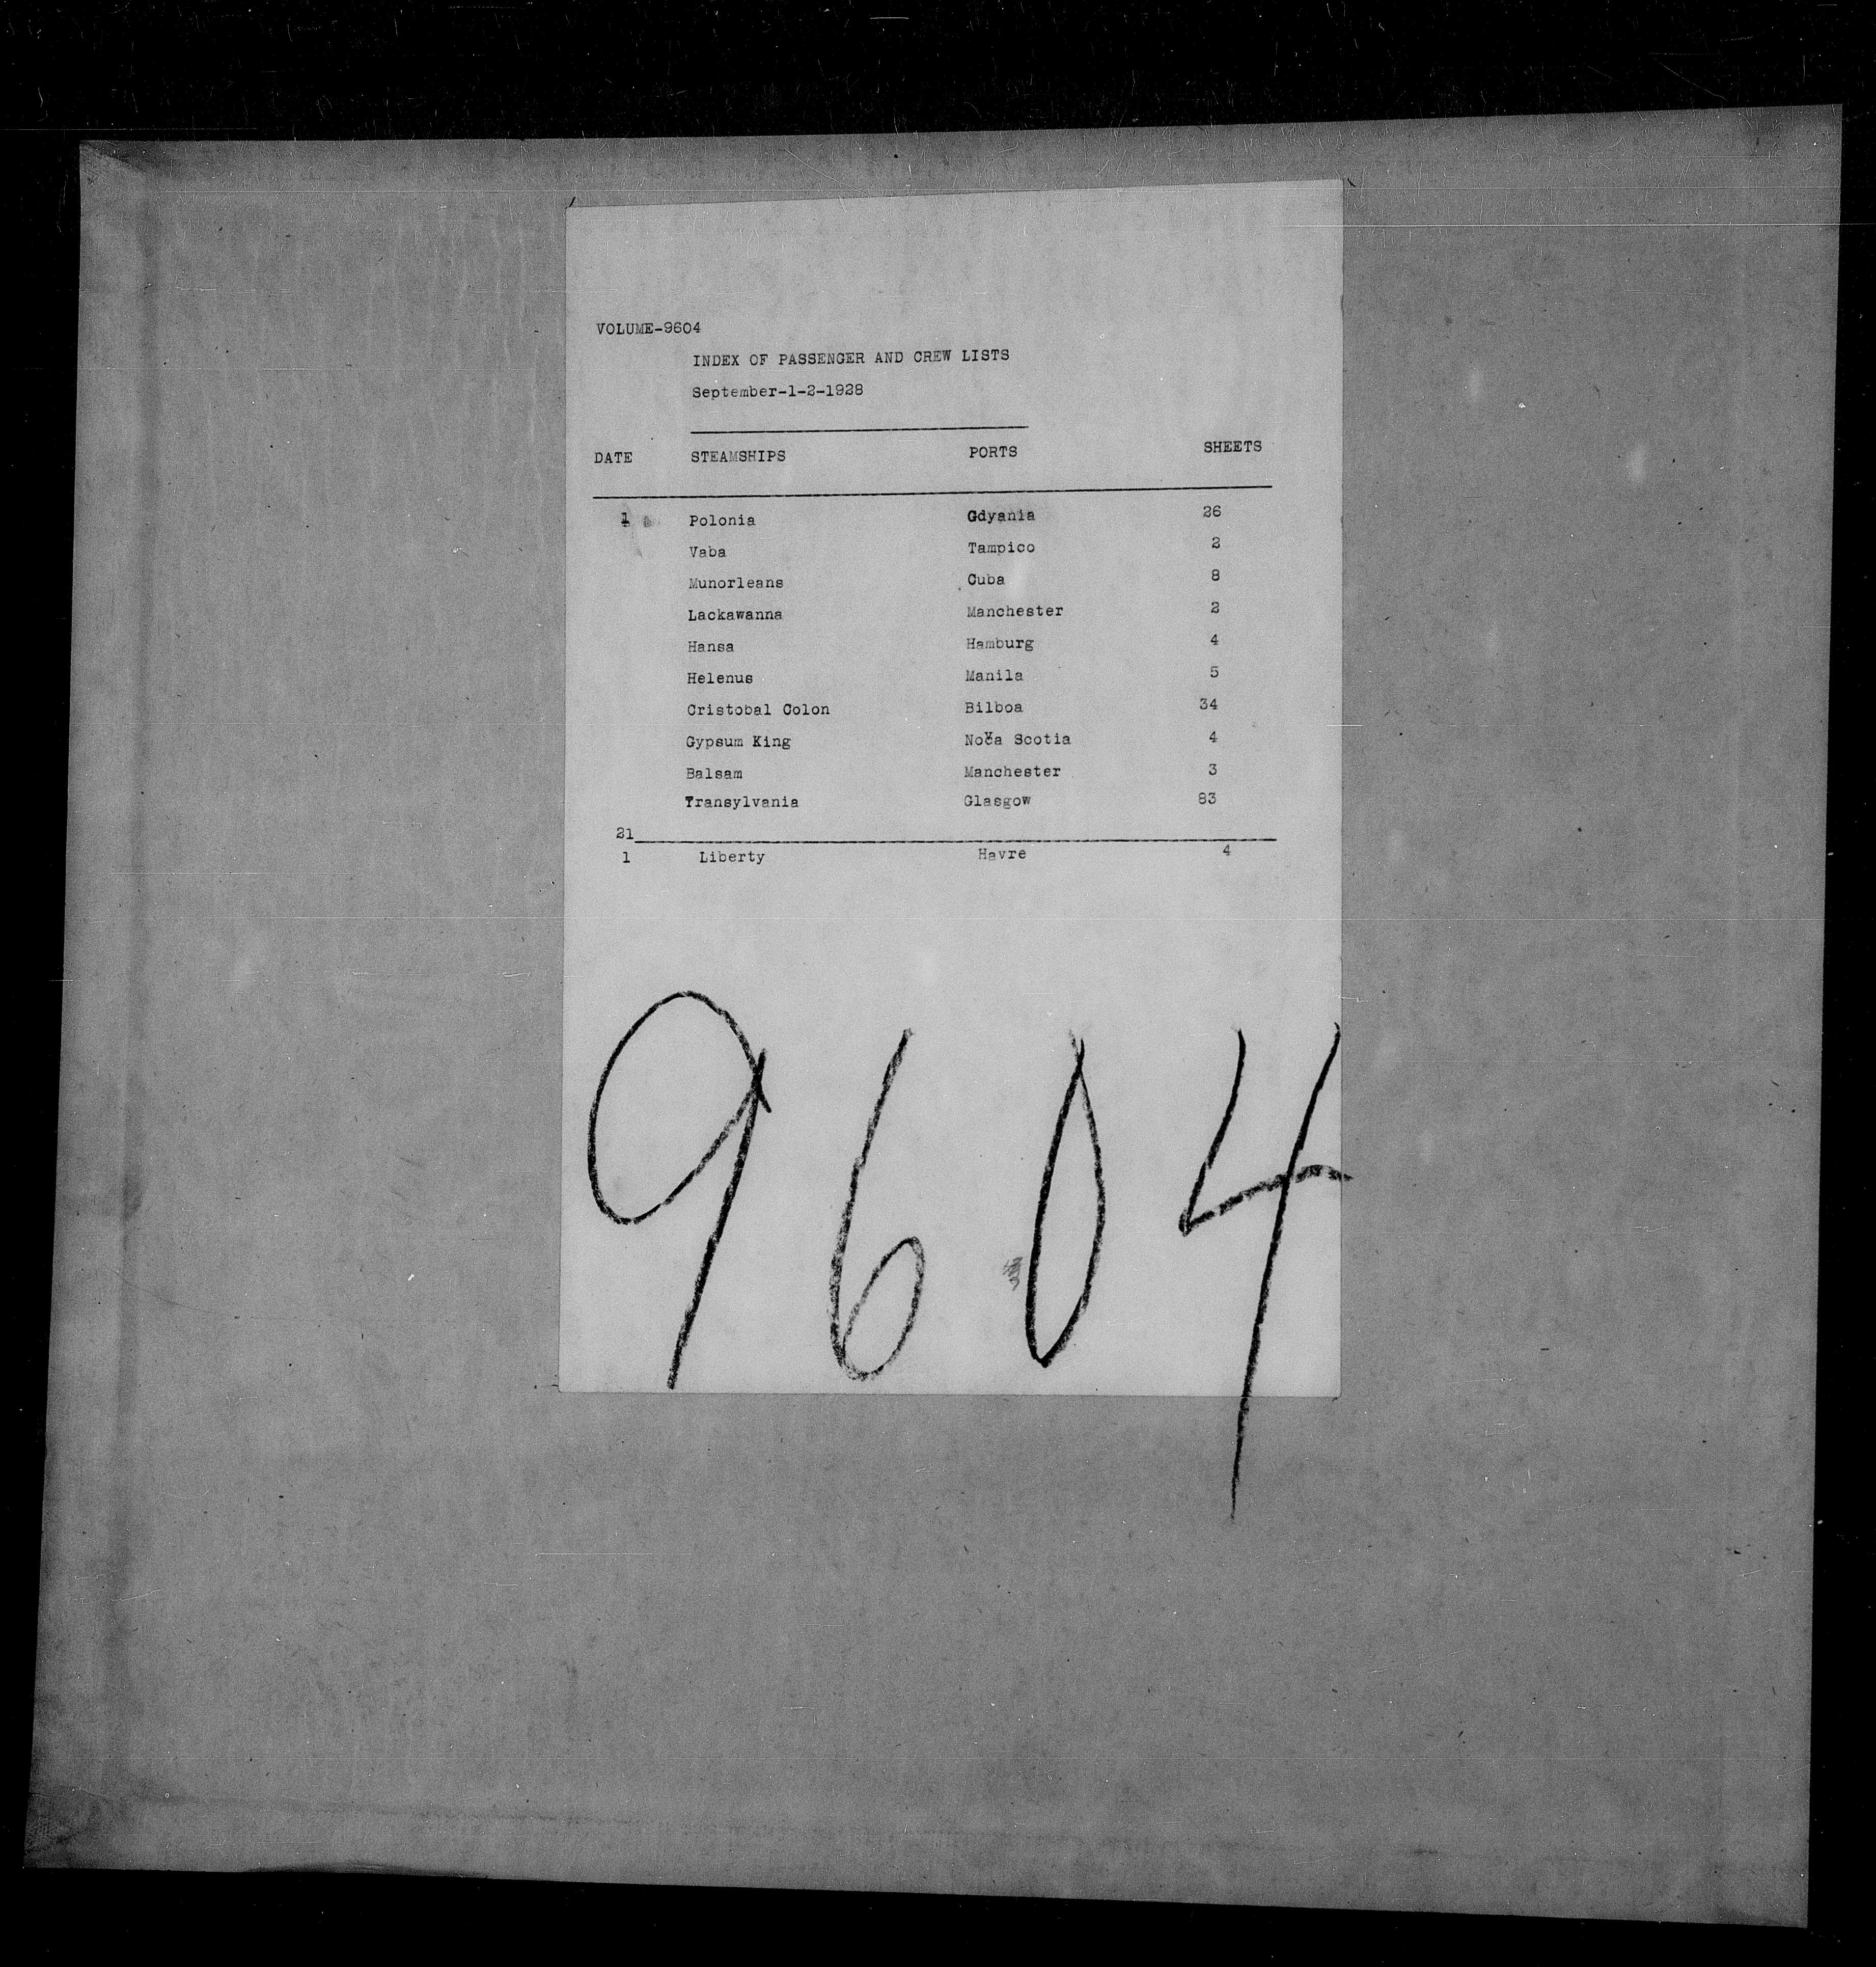 VOLUME-9604
INDEX OF PASSENGER AND CREW LISTS
September-1-2-1928
DATE STEAMSHIPS PORTS SHEETS
1 Polonia Gdyania 26
Vaba Tampico 2
Munorleans Cuba 8
Lackawanna Manchester 2
Hansa Hamburg 4
Helenus Manila 5
Cristobal Colon Bilboa 34
Gypsum King Nova Scotia 4
Balsam Manchester 3
Transylvania Glasgow 83
21
1 Liberty Havre 4
9604